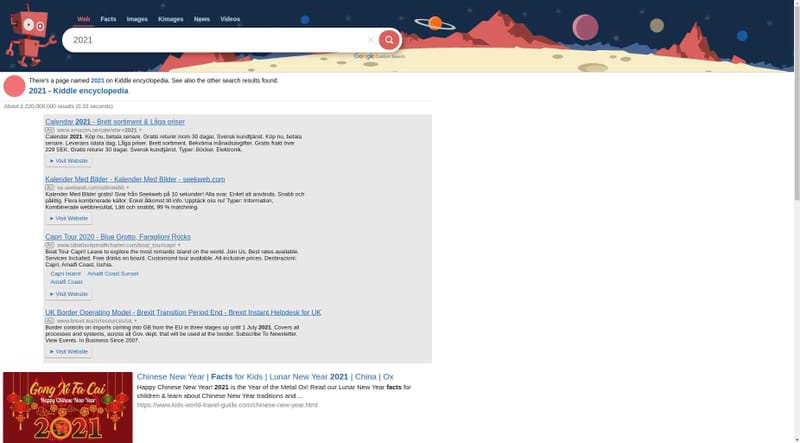 Web Facts Images Kimages News Videos
2021
Google Custom Search
There's a page named 2021 on Kiddle encyclopedia. See also the other search results found.
2021 - Kiddle encyclopedia
About 2,220,000,000 results (0.33 seconds)
Calendar 2021 - Brett sortiment & Låga priser
Ad www.amazon.se/calendar+2021
Calendar 2021. Köp nu, betala senare. Gratis returer inom 30 dagar. Svensk kundtjänst. Köp nu, betala
senare. Leverans nästa dag. Låga priser. Brett sortiment. Bekväma månadsavgifter. Gratis frakt över
229 SEK. Gratis returer 30 dagar. Svensk kundtjänst. Typer: Böcker, Elektronik.
Visit Website
Kalender Med Bilder - Kalender Med Bilder - seekweb.com
Ad se.seekweb.com/
Kalender Med Bilder gratis! Svar från Seekweb på 10 sekunder! Alla svar. Enkel att använda. Snabb och
pålitlig. Flera kombinerade källor. Enkel åtkomst till info. Upptäck oss nu! Typer: Information,
Kombinerade webbresultat, Lätt och snabbt, 99 % matchning.
Visit Website
Capri Tour 2020 - Blue Grotto, Faraglioni Rocks
Ad
Boat Tour Capri! Leave to explore the most romantic island on the world. Join Us. Best rates available.
Services Included. Free drinks on board. Customized tour available. All-inclusive prices. Destinazioni:
Capri, Amalfi Coast, Ischia.
Capri Island Amalfi Coast Sunset
Amalfi Coast
Visit Website
UK Border Operating Model - Brexit Transition Period End - Brexit Instant Helpdesk for UK
Ad www.brexit.team/resources/uk
Border controls on imports coming into GB from the EU in three stages up until 1 July 2021. Covers all
processes and systems, across all Gov. dept. that will be used at the border. Subscribe To Newsletter.
View Events. In Business Since 2007.
Visit Website
Gong Xi Fa Cai
Happy Chinese New Year
2021
Chinese New Year | Facts for Kids | Lunar New Year 2021 | China | Ox
Happy Chinese New Year! 2021 is the Year of the Metal Ox! Read our Lunar New Year facts for
children & learn about Chinese New Year traditions and ...
https://www.kids-world-travel-guide.com/chinese-new-year.html